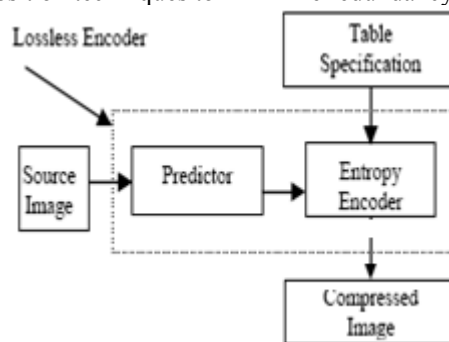 Lossless Encoder
Table
Specification
Source
Image
Predictor
Entropy
Encoder
Compressed
Image